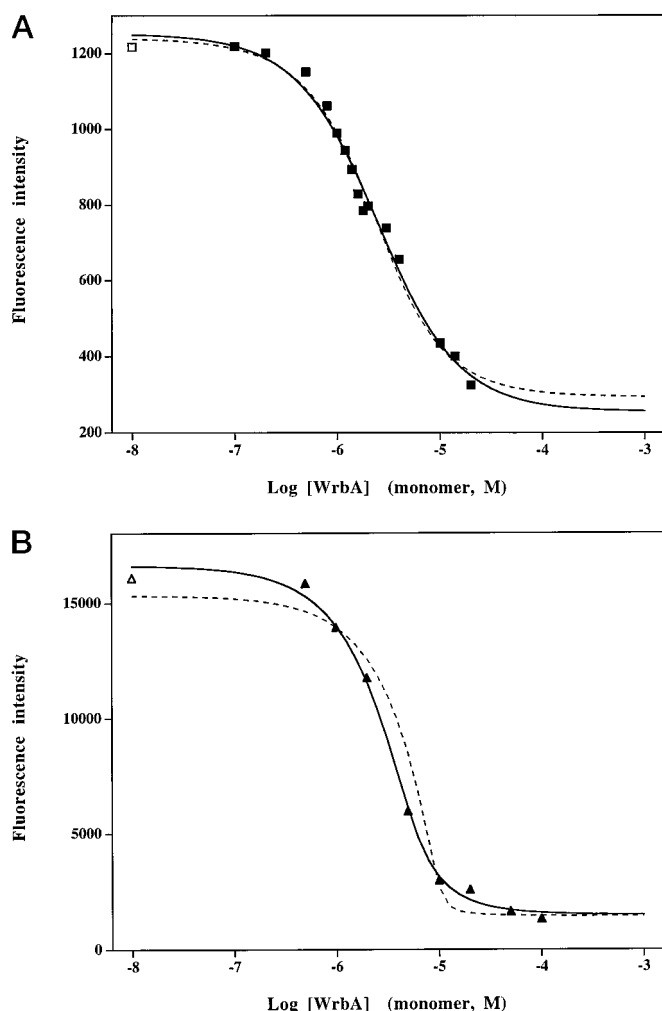 A
1200
1000
800
600
400
200
Fluorescence intensity
-8 -7 -6 -5 -4 -3
Log [WrbA] (monomer, M)
B
15000
10000
5000
0
Fluorescence intensity
-8 -7 -6 -5 -4 -3
Log [WrbA] (monomer, M)